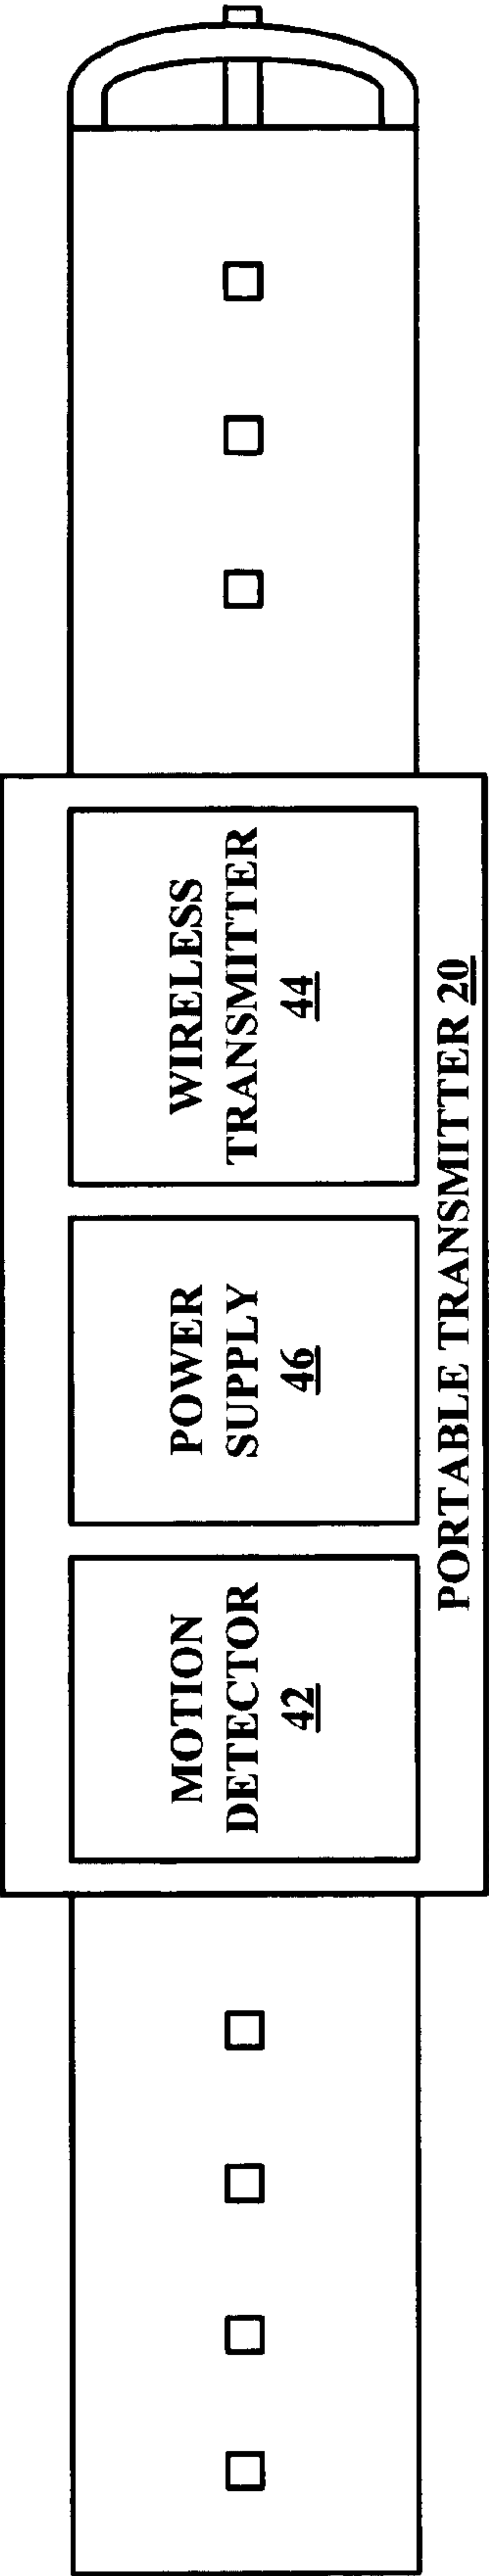 MOTION
DETECTOR
42
POWER
SUPPLY
46
WIRELESS
TRANSMITTER
44
PORTABLE TRANSMITTER 20